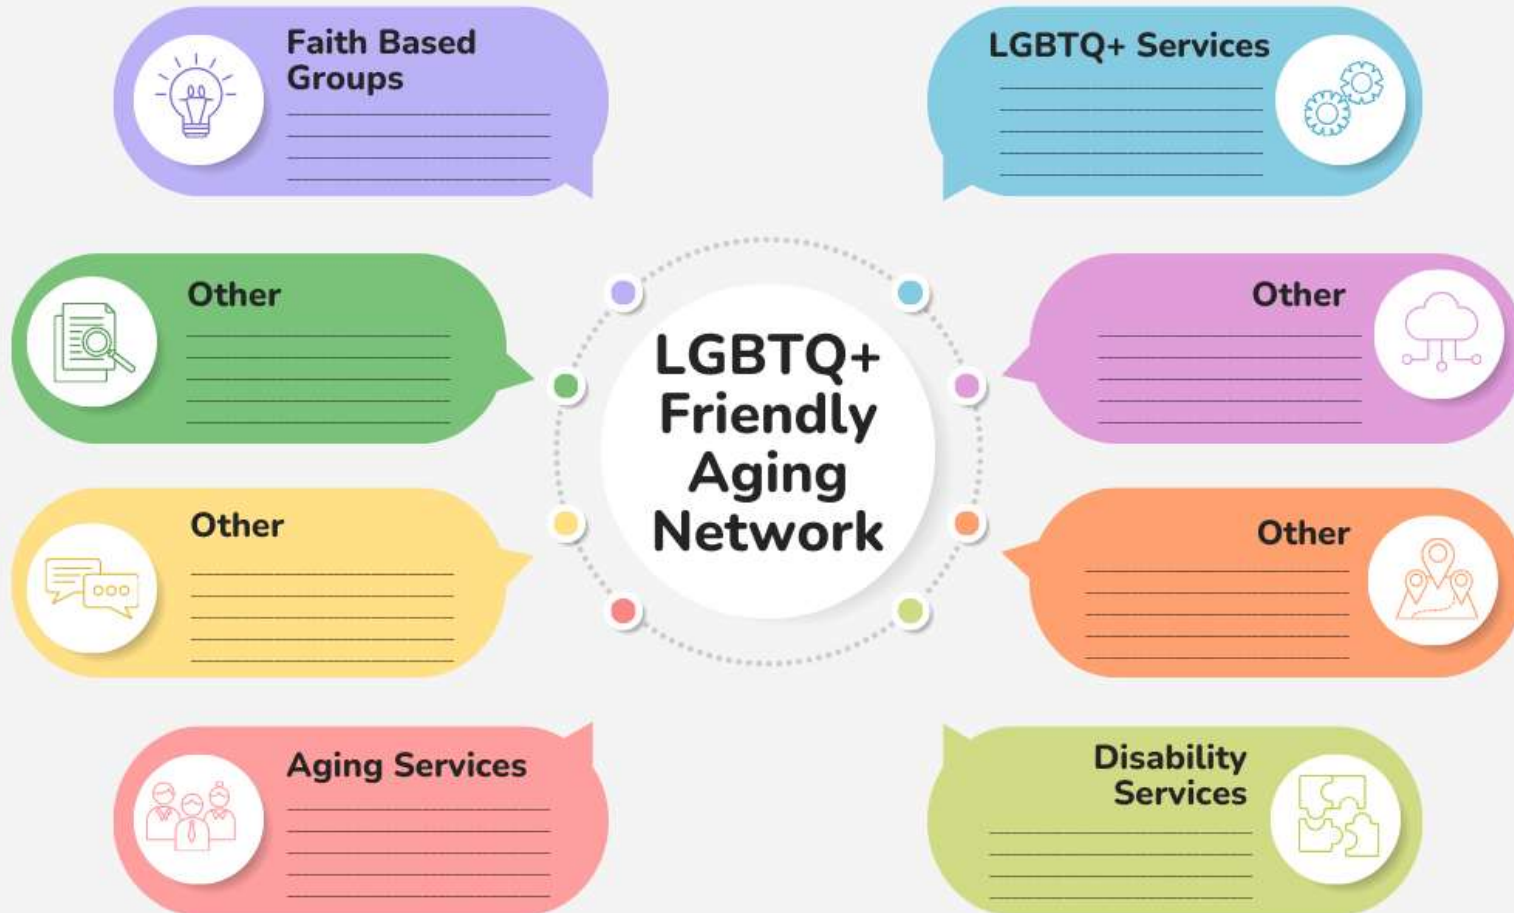 Faith Based
Groups
LGBTQ+ Services
Other
Other
LGBTQ+
Friendly
Aging
Network
Other
Other
Aging Services
Disability
Services